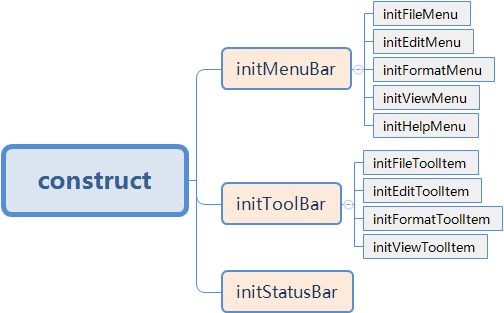 construct
initMenuBar
initFileMenu
initEditMenu
initFormatMenu
initViewMenu
initHelpMenu
initToolBar
initFileToolItem
initEditToolItem
initFormatToolItem
initViewToolItem
initStatusBar